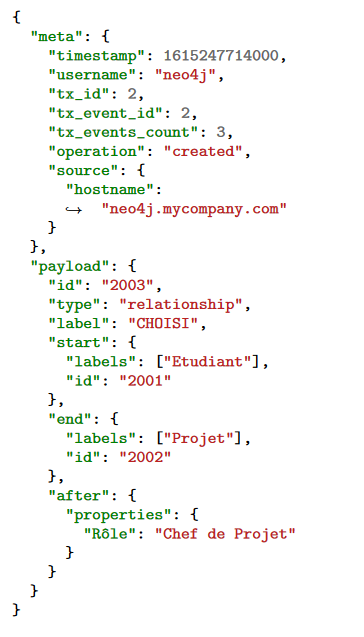 {
  "meta": {
    "timestamp": 1615247714000,
    "username": "neo4j",
    "tx_id": 2,
    "tx_event_id": 2,
    "tx_events_count": 3,
    "operation": "created",
    "source": {
      "hostname":
      ↪  "neo4j.mycompany.com"
    }
  },
  "payload": {
    "id": "2003",
    "type": "relationship",
    "label": "CHOISI",
    "start": {
      "labels": ["Etudiant"],
      "id": "2001"
    },
    "end": {
      "labels": ["Projet"],
      "id": "2002"
    },
    "after": {
      "properties": {
        "Rôle": "Chef de Projet"
      }
    }
  }
}